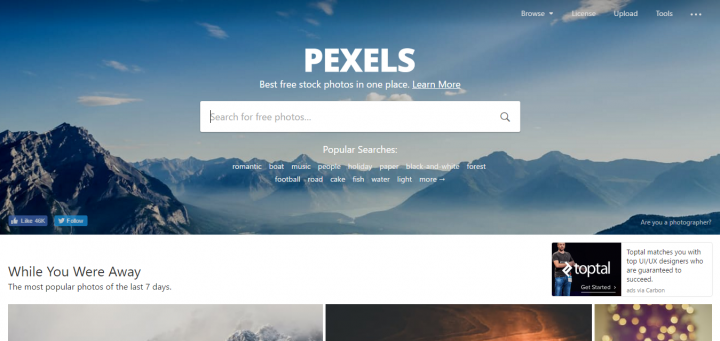 Browse License Upload Tools
PEXELS
Best free stock photos in one place. Learn More
Search for free photos...
Popular Searches:
romantic boat music people holiday paper black-and-white forest
football road cake fish water light more →
Like 46K Follow
Are you a photographer?
While You Were Away
The most popular photos of the last 7 days.
toptal
Get Started >
Toptal matches you with
top UI/UX designers who
are guaranteed to
succeed.
ads via Carbon